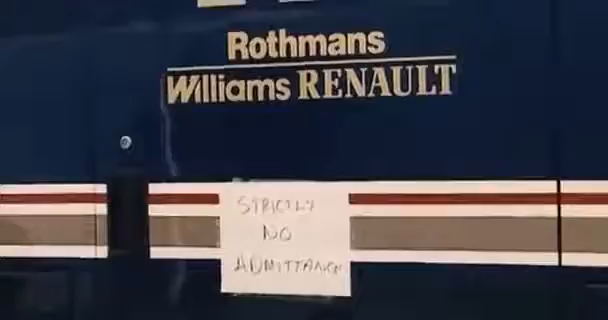 Rothmans
Williams RENAULT
STRICTLY
NO
ADMITTANCE